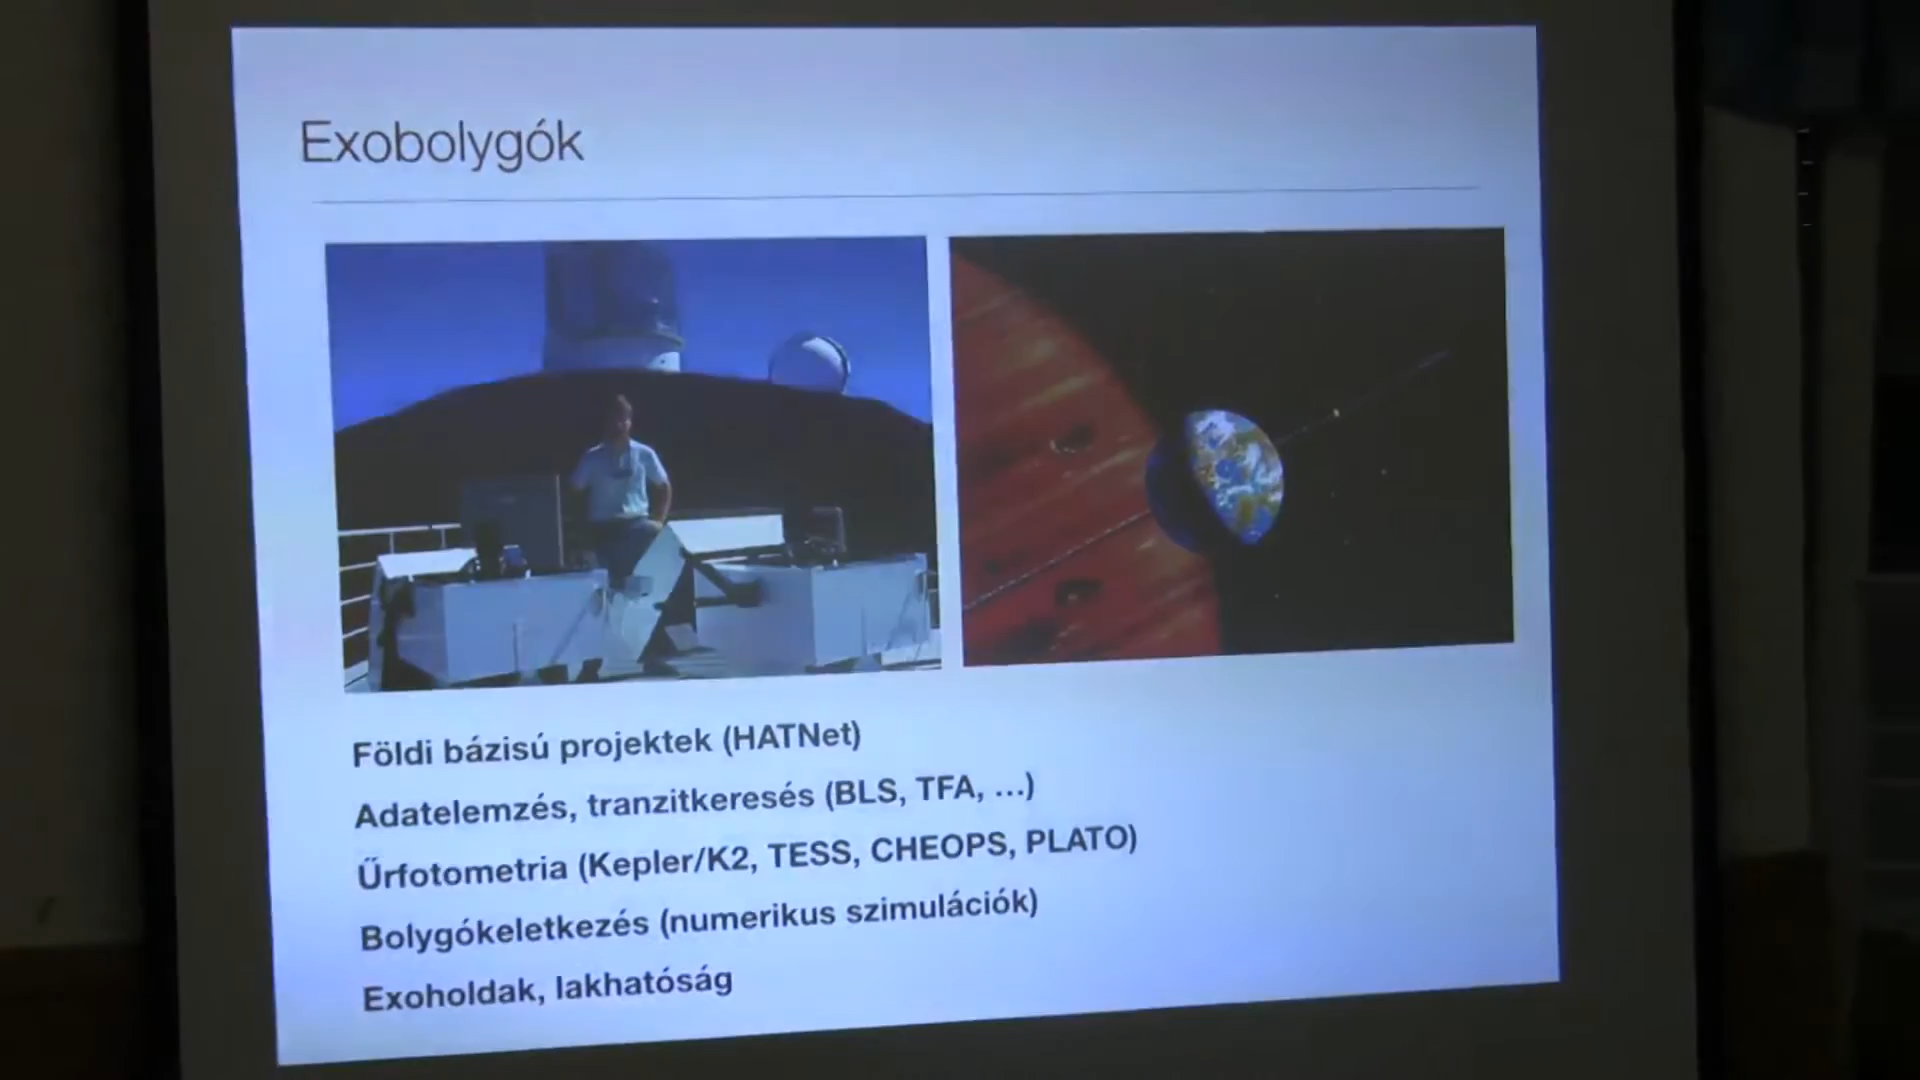 Exobolygók
Földi bázisú projektek (HATNet)
Adatelemzés, tranzitkeresés (BLS, TFA, …)
Űrfotometria (Kepler/K2, TESS, CHEOPS, PLATO)
Bolygókeletkezés (numerikus szimulációk)
Exoholdak, lakhatóság